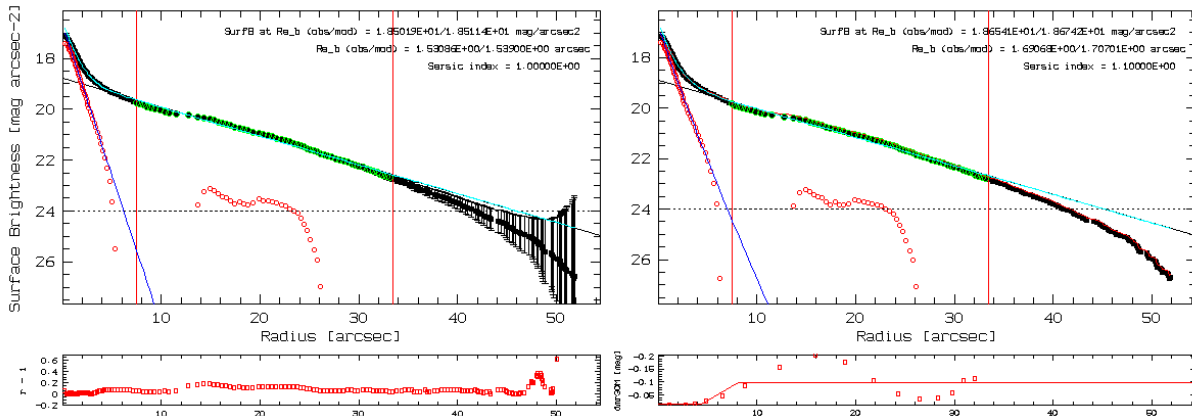 SurfB at Re_b (obs/mod) = 1.85019E+01/1.85114E+01 mag/arcsec2
Re_b (obs/mod) = 1.53086E+00/1.53900E+00 arcsec
Sersic index = 1.00000E+00
Surface Brightness [mag arcsec-2]
18
20
22
24
26
10 20 30 40 50
Radius [arcsec]
SurfB at Re_b (obs/mod) = 1.86541E+01/1.86742E+01 mag/arcsec2
Re_b (obs/mod) = 1.69068E+00/1.70701E+00 arcsec
Sersic index = 1.10000E+00
18
20
22
24
26
10 20 30 40 50
Radius [arcsec]
r - i
0.6
0.4
0.2
0
10 20 30 40 50
-0.2
-0.15
-0.1
-0.05
10 20 30 40 50